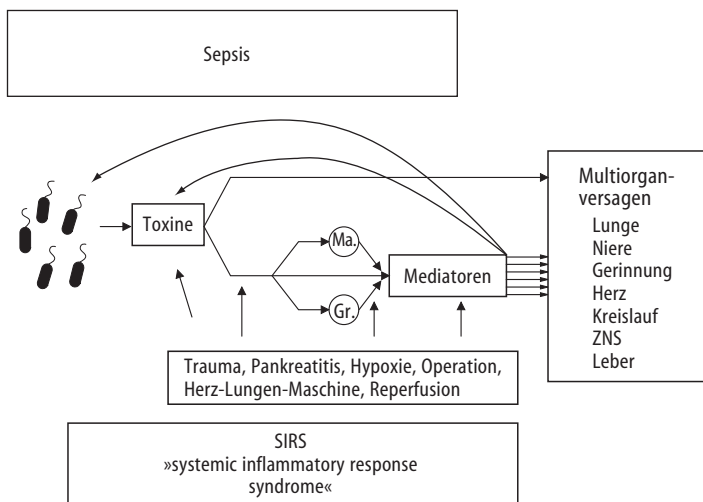 Sepsis
Toxine
Ma.
Gr.
Mediatoren
Multiorgan-
versagen
Lunge
Niere
Gerinnung
Herz
Kreislauf
ZNS
Leber
Trauma, Pankreatitis, Hypoxie, Operation,
Herz-Lungen-Maschine, Reperfusion
SIRS
»systemic inflammatory response
syndrome«